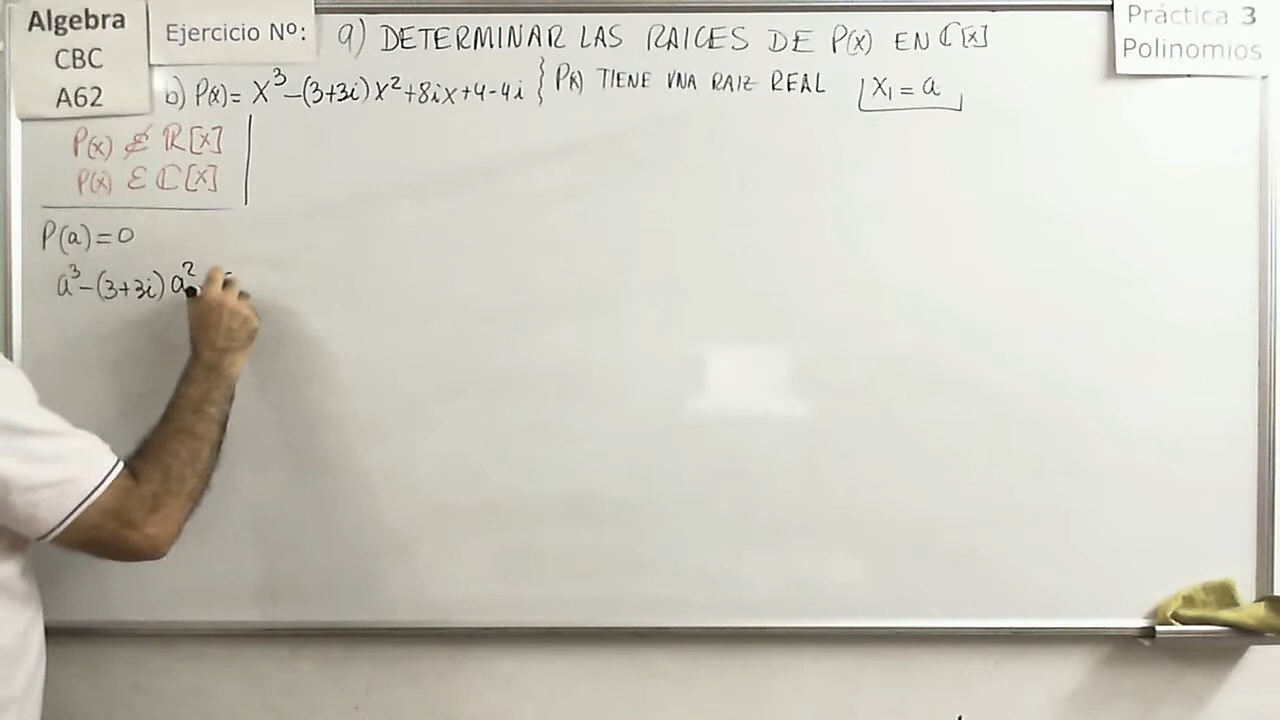 Algebra
CBC
A62
Ejercicio Nº:
9) DETERMINAR LAS RAICES DE P(x) EN ℂ[x]
Práctica 3
Polinomios
b) P(x) = X³-(3+3i)x²+8ix+4-4i } P(x) TIENE UNA RAIZ REAL X₁ = a
P(x) ∉ ℝ[x]
P(x) ∈ ℂ[x]
P(a)=0
a³-(3+3i)a²